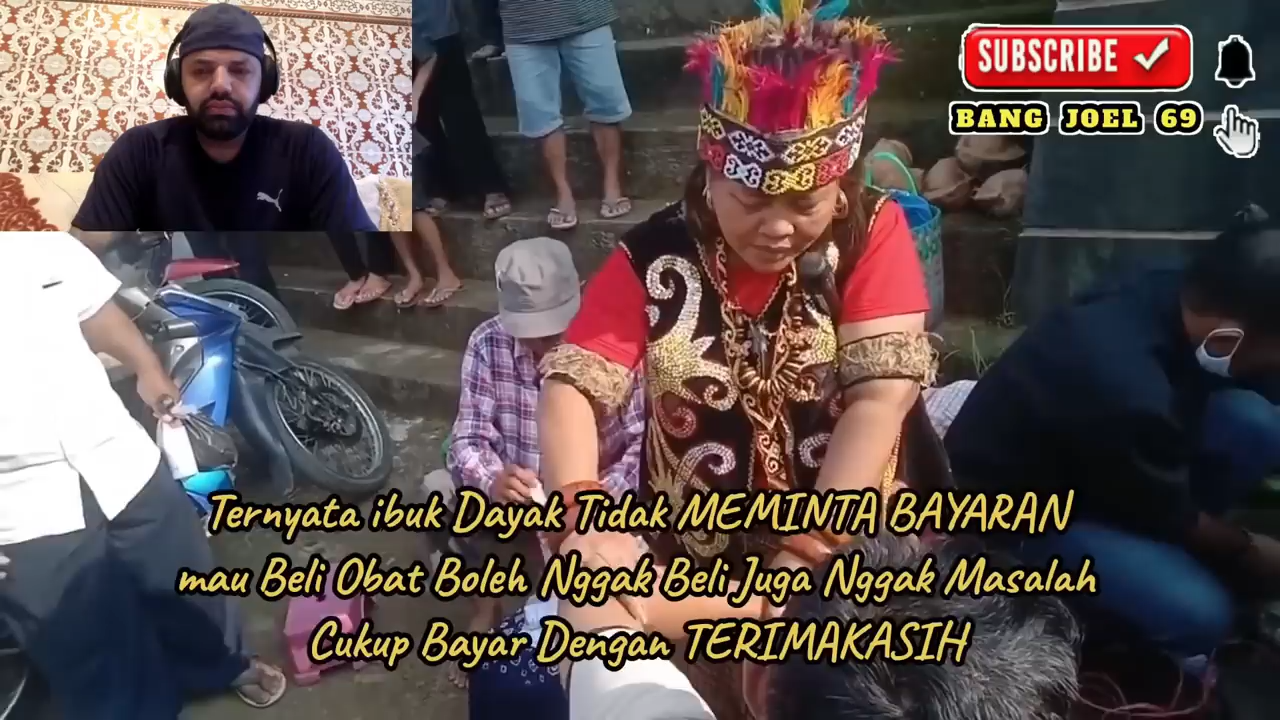 SUBSCRIBE
BANG JOEL 69
Ternyata ibuk Dayak Tidak MEMINTA BAYARAN
mau Beli Obat Boleh Nggak Beli Juga Nggak Masalah
Cukup Bayar Dengan TERIMAKASIH